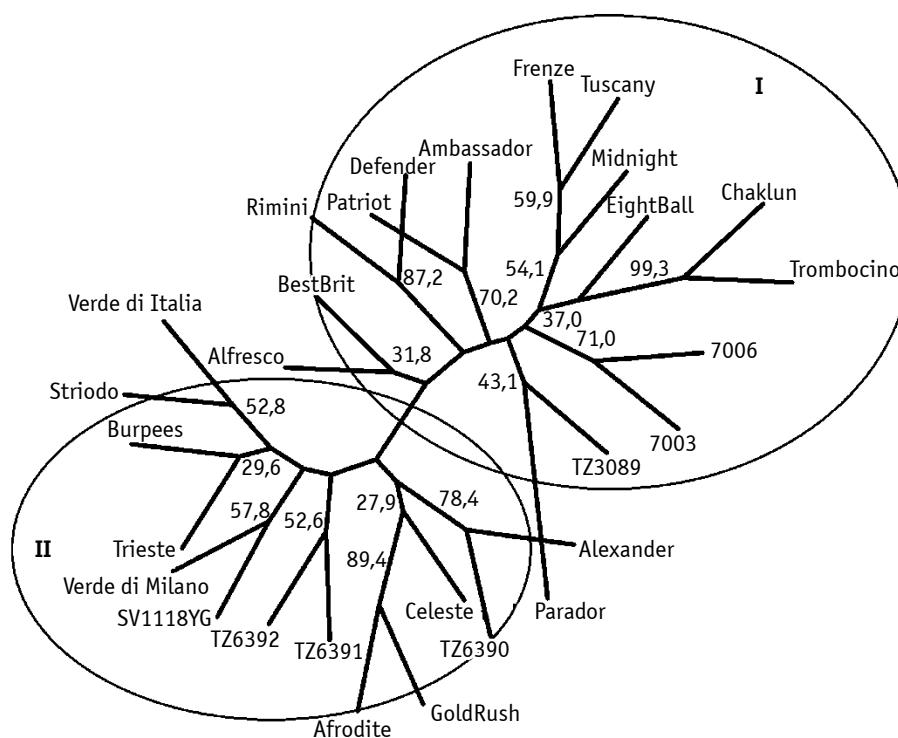 Frenze
Tuscany
I
Ambassador
Midnight
Defender
Chaklun
59,9
EightBall
Rimini
Patriot
54,1
99,3
Trombocino
87,2
BestBrit
70,2
37,0
Verde di Italia
71,0
7006
Alfresco
31,8
43,1
Striodo
52,8
Burpees
7003
29,6
TZ3089
27,9
78,4
57,8
52,6
Trieste
II
89,4
Alexander
Verde di Milano
Celeste
Parador
SV1118YG
TZ6392
TZ6391
TZ6390
GoldRush
Afrodite